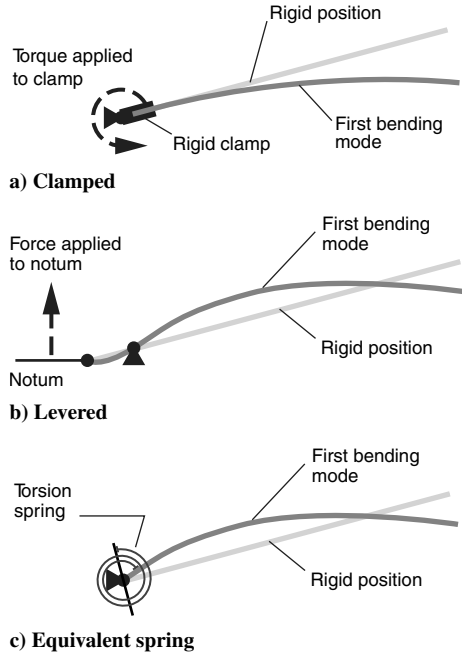 Rigid position
Torque applied
to clamp
First bending
mode
Rigid clamp
a) Clamped
First bending
mode
Force applied
to notum
Rigid position
Notum
b) Levered
First bending
mode
Torsion
spring
Rigid position
c) Equivalent spring